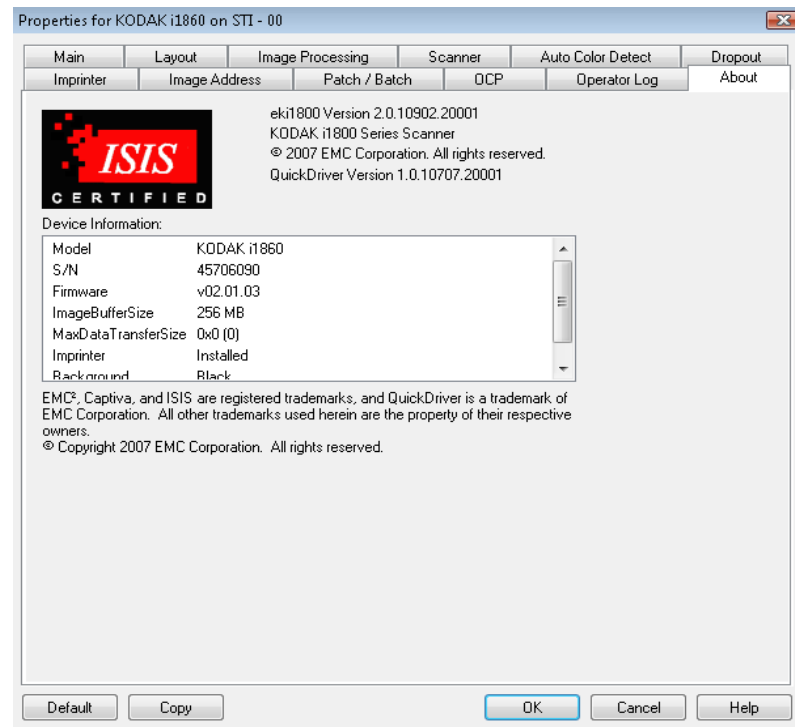 Properties for KODAK i1860 on STI - 00
Main Layout Image Processing Scanner Auto Color Detect Dropout
Imprinter Image Address Patch / Batch OCP Operator Log About
ISIS
CERTIFIED
eki1800 Version 2.0.10902.20001
KODAK i1800 Series Scanner
© 2007 EMC Corporation. All rights reserved.
QuickDriver Version 1.0.10707.20001
Device Information:
Model KODAK i1860
S/N 45706090
Firmware v02.01.03
ImageBufferSize 256 MB
MaxDataTransferSize 0x0 (0)
Imprinter Installed
Background Black
EMC², Captiva, and ISIS are registered trademarks, and QuickDriver is a trademark of
EMC Corporation. All other trademarks used herein are the property of their respective
owners.
© Copyright 2007 EMC Corporation. All rights reserved.
Default Copy OK Cancel Help